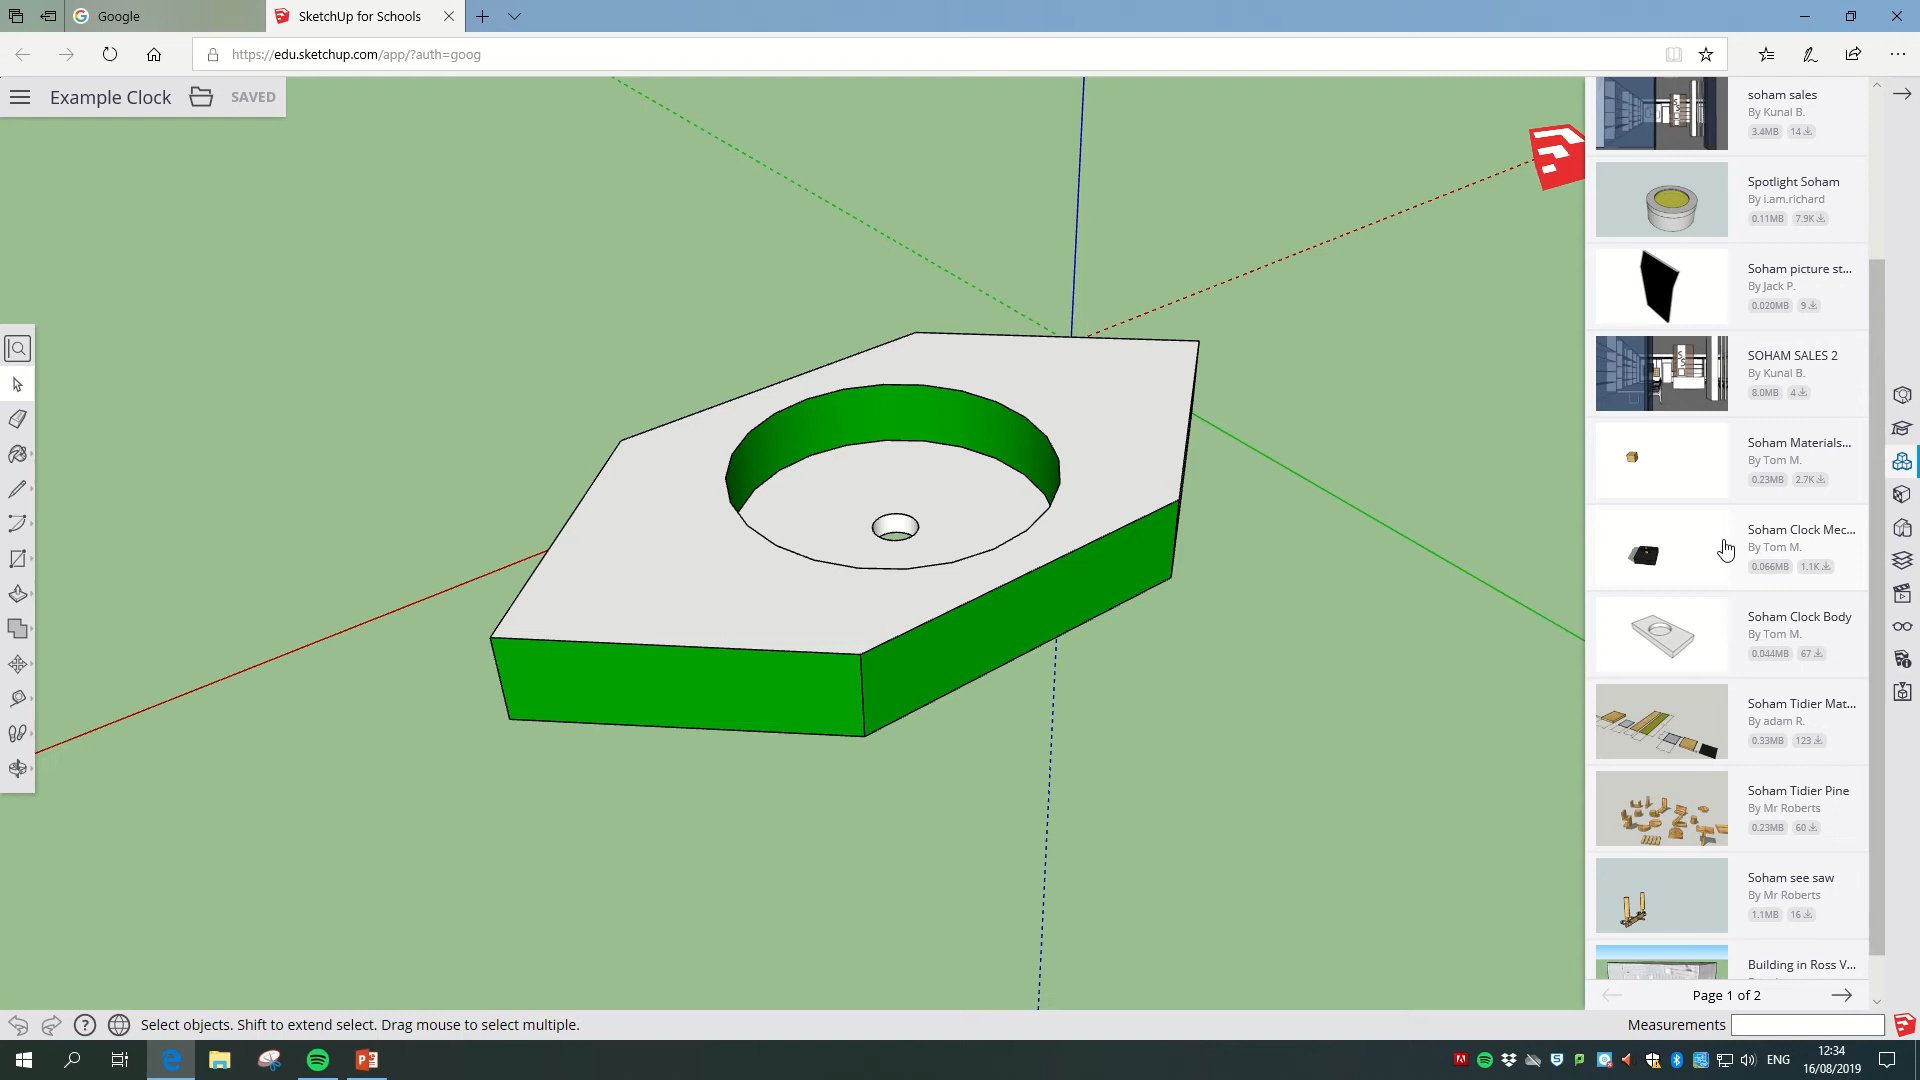 Google
SketchUp for Schools
https://edu.sketchup.com/app/?auth=goog
Example Clock
SAVED
soham sales
By Kunal B.
3.4MB 14
Spotlight Soham
By i.am.richard
0.11MB 7.9K
Soham picture st...
By Jack P.
0.020MB 9
SOHAM SALES 2
By Kunal B.
8.0MB 4
Soham Materials...
By Tom M.
0.23MB 2.7K
Soham Clock Mec...
By Tom M.
0.066MB 1.1K
Soham Clock Body
By Tom M.
0.044MB 67
Soham Tidier Mat...
By adam R.
0.33MB 123
Soham Tidier Pine
By Mr Roberts
0.23MB 60
Soham see saw
By Mr Roberts
1.1MB 16
Building in Ross V...
Page 1 of 2
Select objects. Shift to extend select. Drag mouse to select multiple.
Measurements
ENG
12:34
16/08/2019